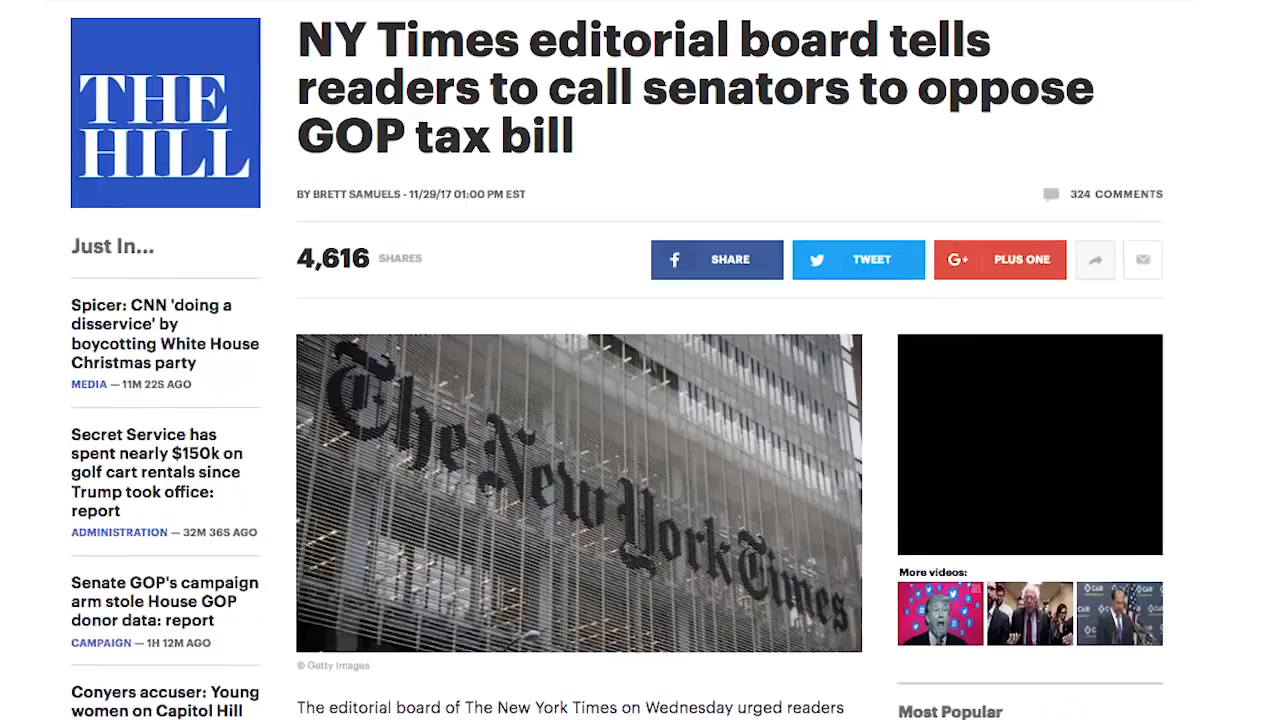 THE
HILL
NY Times editorial board tells
readers to call senators to oppose
GOP tax bill
BY BRETT SAMUELS - 11/29/17 01:00 PM EST
324 COMMENTS
4,616 SHARES
SHARE
TWEET
G+ PLUS ONE
Just In...
Spicer: CNN 'doing a
disservice' by
boycotting White House
Christmas party
MEDIA — 11M 22S AGO
Secret Service has
spent nearly $150k on
golf cart rentals since
Trump took office:
report
ADMINISTRATION — 32M 36S AGO
Senate GOP's campaign
arm stole House GOP
donor data: report
CAMPAIGN — 1H 12M AGO
Conyers accuser: Young
women on Capitol Hill
The New York Times
© Getty Images
The editorial board of The New York Times on Wednesday urged readers
More videos:
CAIR
Most Popular